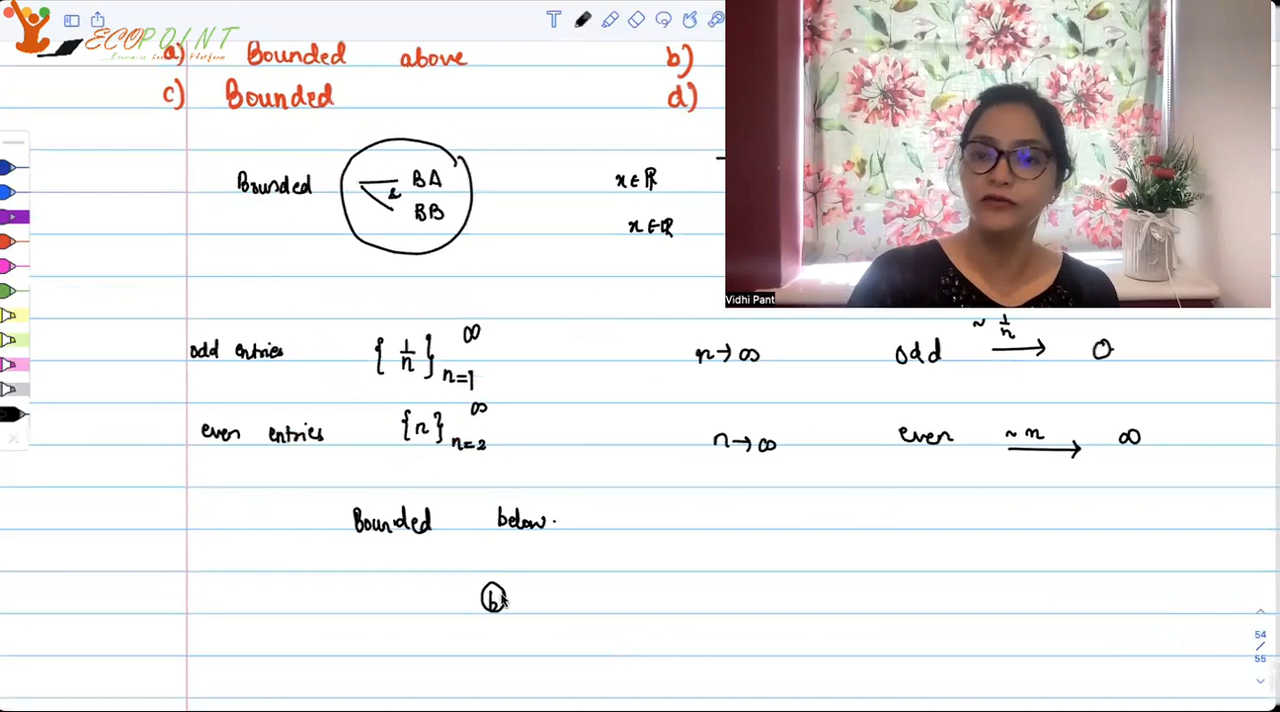 ECOPOINT
a) Bounded above b)
c) Bounded d)
Bounded BA x∈ℝ
BB x∈ℝ
Vidhi Pant
odd entries {1/n}∞n=1 n→∞ odd ~1/n→ 0
even entries {n}∞n=2 n→∞ even ~n→ ∞
Bounded below.
b
54
/
55